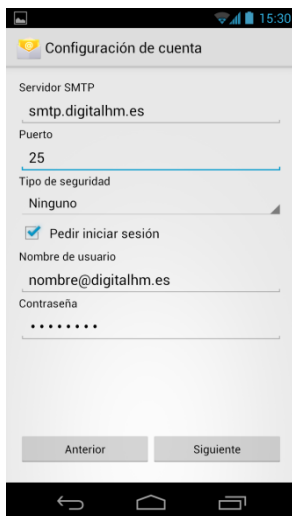 15:30
Configuración de cuenta
Servidor SMTP
smtp.digitalhm.es
Puerto
25
Tipo de seguridad
Ninguno
Pedir iniciar sesión
Nombre de usuario
nombre@digitalhm.es
Contraseña
••••••••
Anterior Siguiente